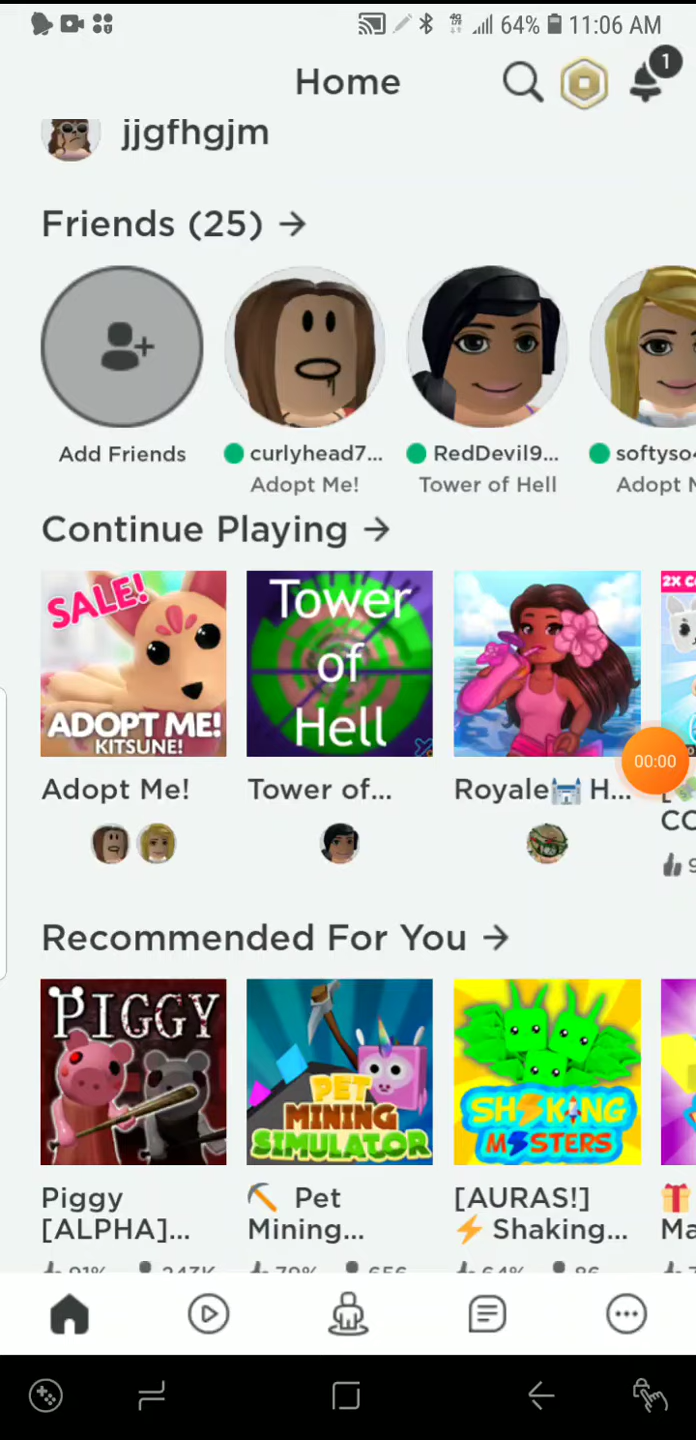 64% 11:06 AM
Home
1
jjgfhgjm
Friends (25) →
Add Friends
curlyhead7...
RedDevil9...
Adopt Me!
Tower of Hell
Continue Playing →
SALE!
ADOPT ME!
KITSUNE!
Tower
of
Hell
00:00
Adopt Me!
Tower of...
Royale🏰 H...
Recommended For You →
PIGGY
PET
MINING
SIMULATOR
SHAKING
MASTERS
Piggy
[ALPHA]...
⛏️ Pet
Mining...
[AURAS!]
⚡ Shaking...